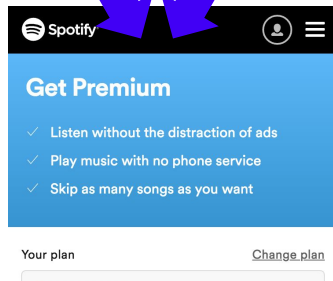 Spotify
Get Premium
Listen without the distraction of ads
Play music with no phone service
Skip as many songs as you want
Your plan
Change plan